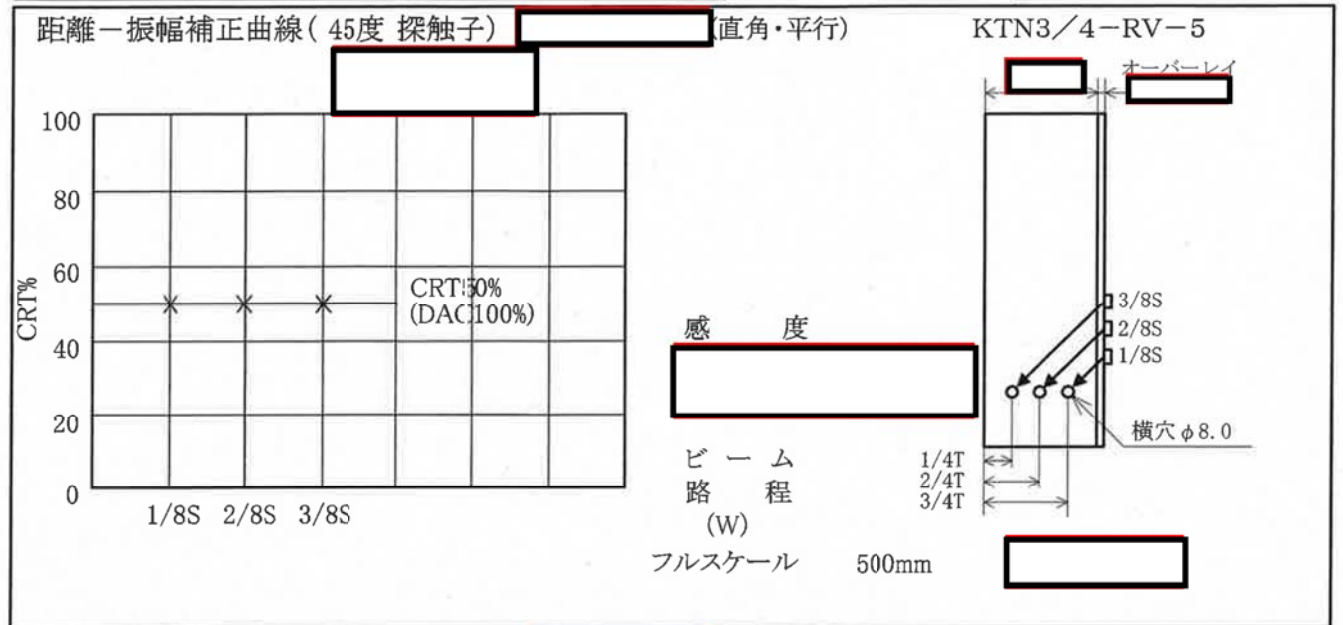 距離－振幅補正曲線( 45度 探触子)
(直角・平行)
KTN3／4－RV－5
オーバーレイ
100
80
60
40
20
0
CRT%
CRT50%
(DAC100%)
1/8S 2/8S 3/8S
感 度
ビ ー ム
路 程
(W)
フルスケール 500mm
3/8S
2/8S
1/8S
横穴φ8.0
1/4T
2/4T
3/4T